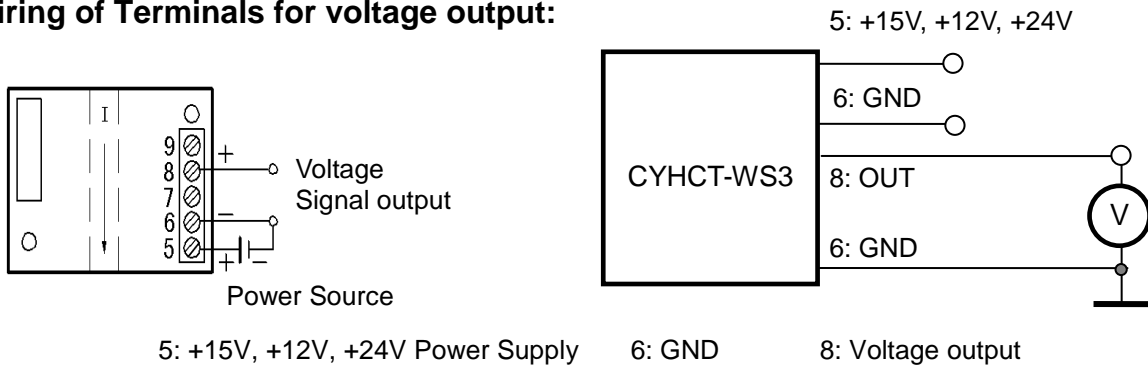 iring of Terminals for voltage output:
I
9
8
7
6
5
+
−
+
−
Voltage
Signal output
Power Source
5: +15V, +12V, +24V
6: GND
CYHCT-WS3
8: OUT
V
6: GND
5: +15V, +12V, +24V Power Supply 6: GND 8: Voltage output